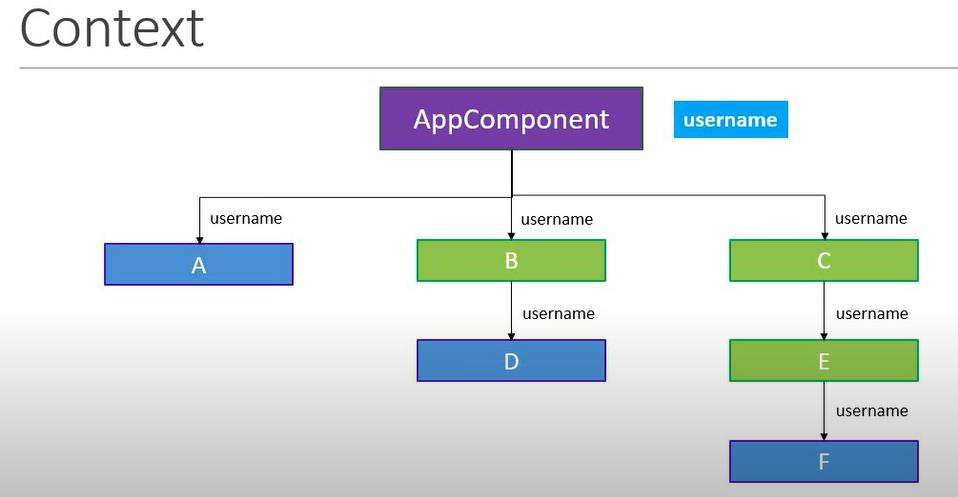 Context
AppComponent
username
username
username
username
A
B
C
username
username
D
E
username
F